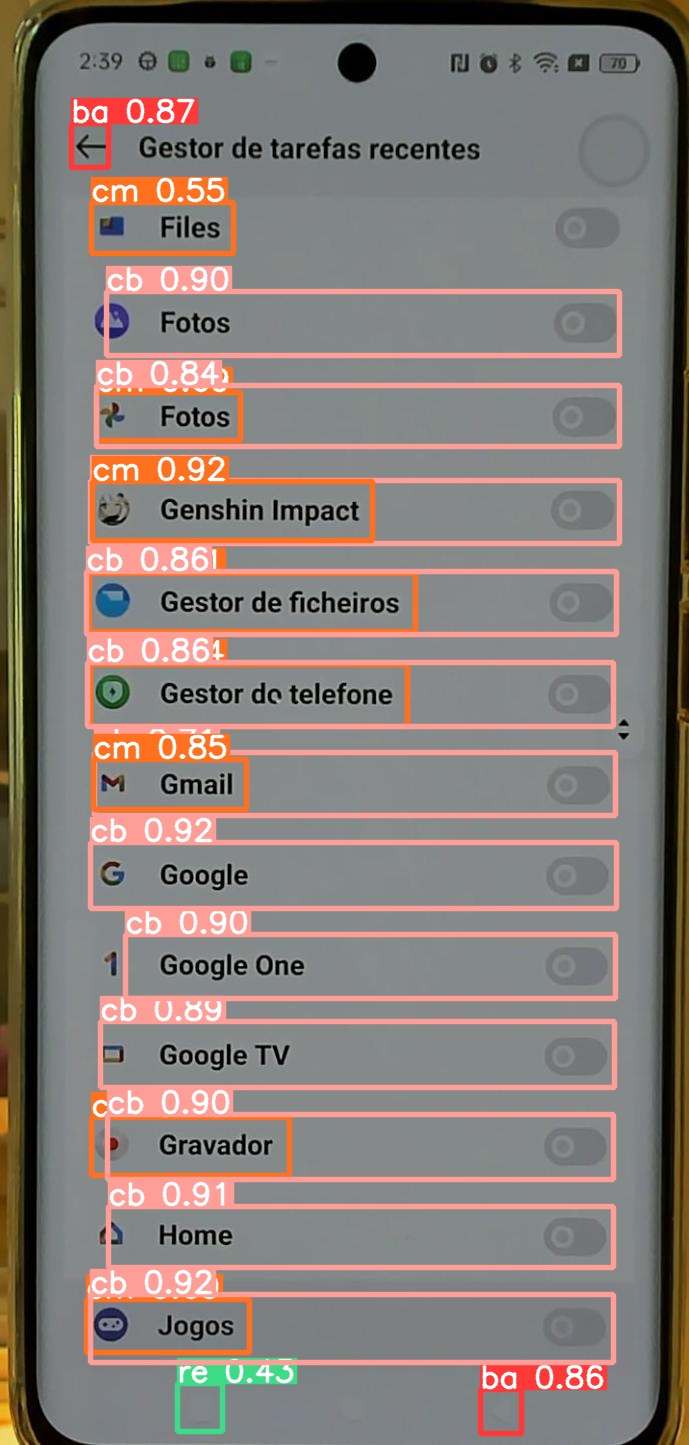 2:39 70
ba 0.87
Gestor de tarefas recentes
cm 0.55
Files
cb 0.90
Fotos
cb 0.84
Fotos
cm 0.92
Genshin Impact
cb 0.86
Gestor de ficheiros
cb 0.86
Gestor do telefone
cm 0.85
Gmail
cb 0.92
Google
cb 0.90
Google One
cb 0.89
Google TV
cb 0.90
Gravador
cb 0.91
Home
cb 0.92
Jogos
re 0.43
ba 0.86